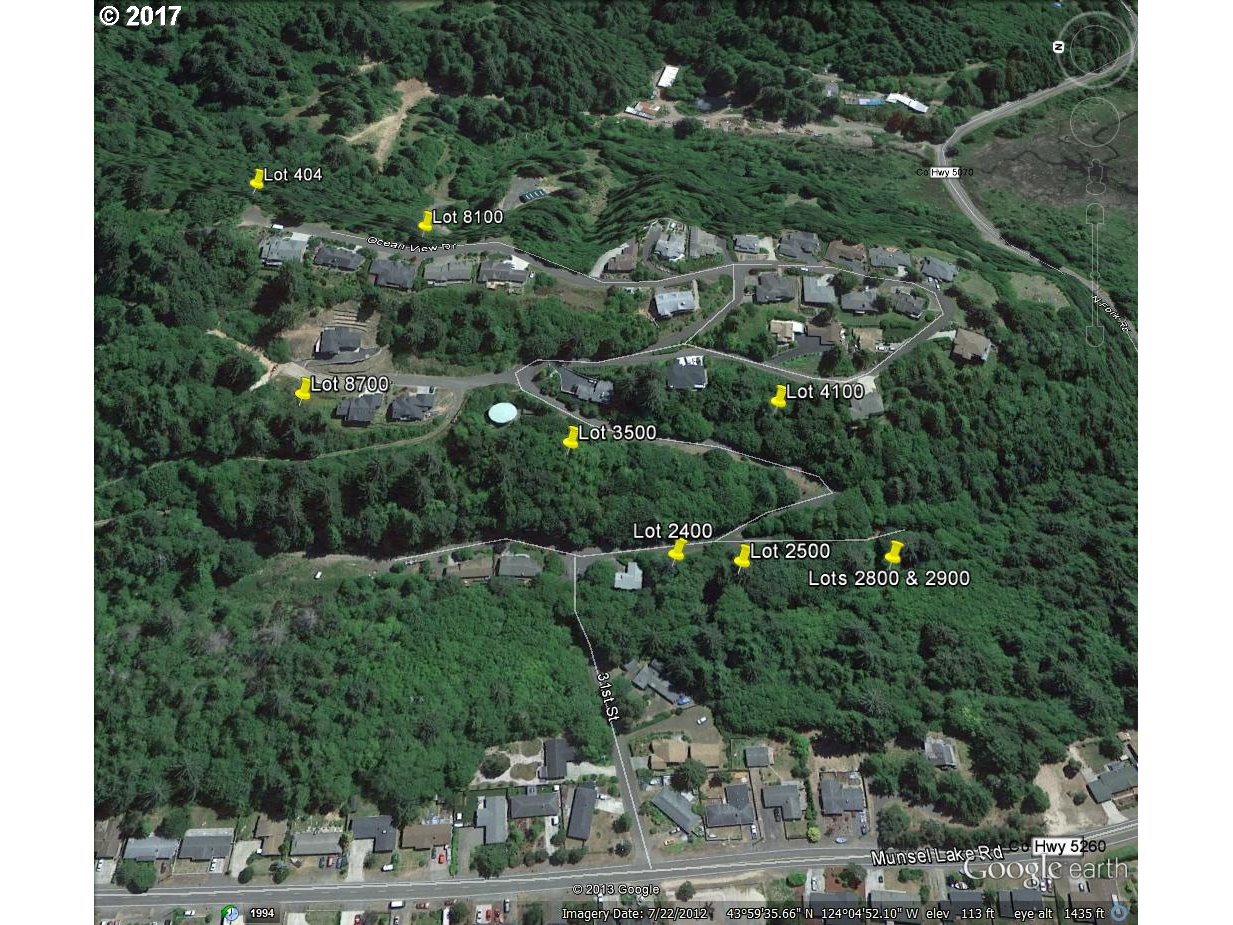 © 2017
N
Co Hwy 5070
Lot 404
Lot 8100
Ocean View Dr
N Fork Rd
Lot 8700
Lot 4100
Lot 3500
Lot 2400
Lot 2500
Lots 2800 & 2900
31st St
Munsel Lake Rd
Co Hwy 5260
Google earth
© 2013 Google
1994
Imagery Date: 7/22/2012 43°59'35.66" N 124°04'52.10" W elev 113 ft eye alt 1435 ft